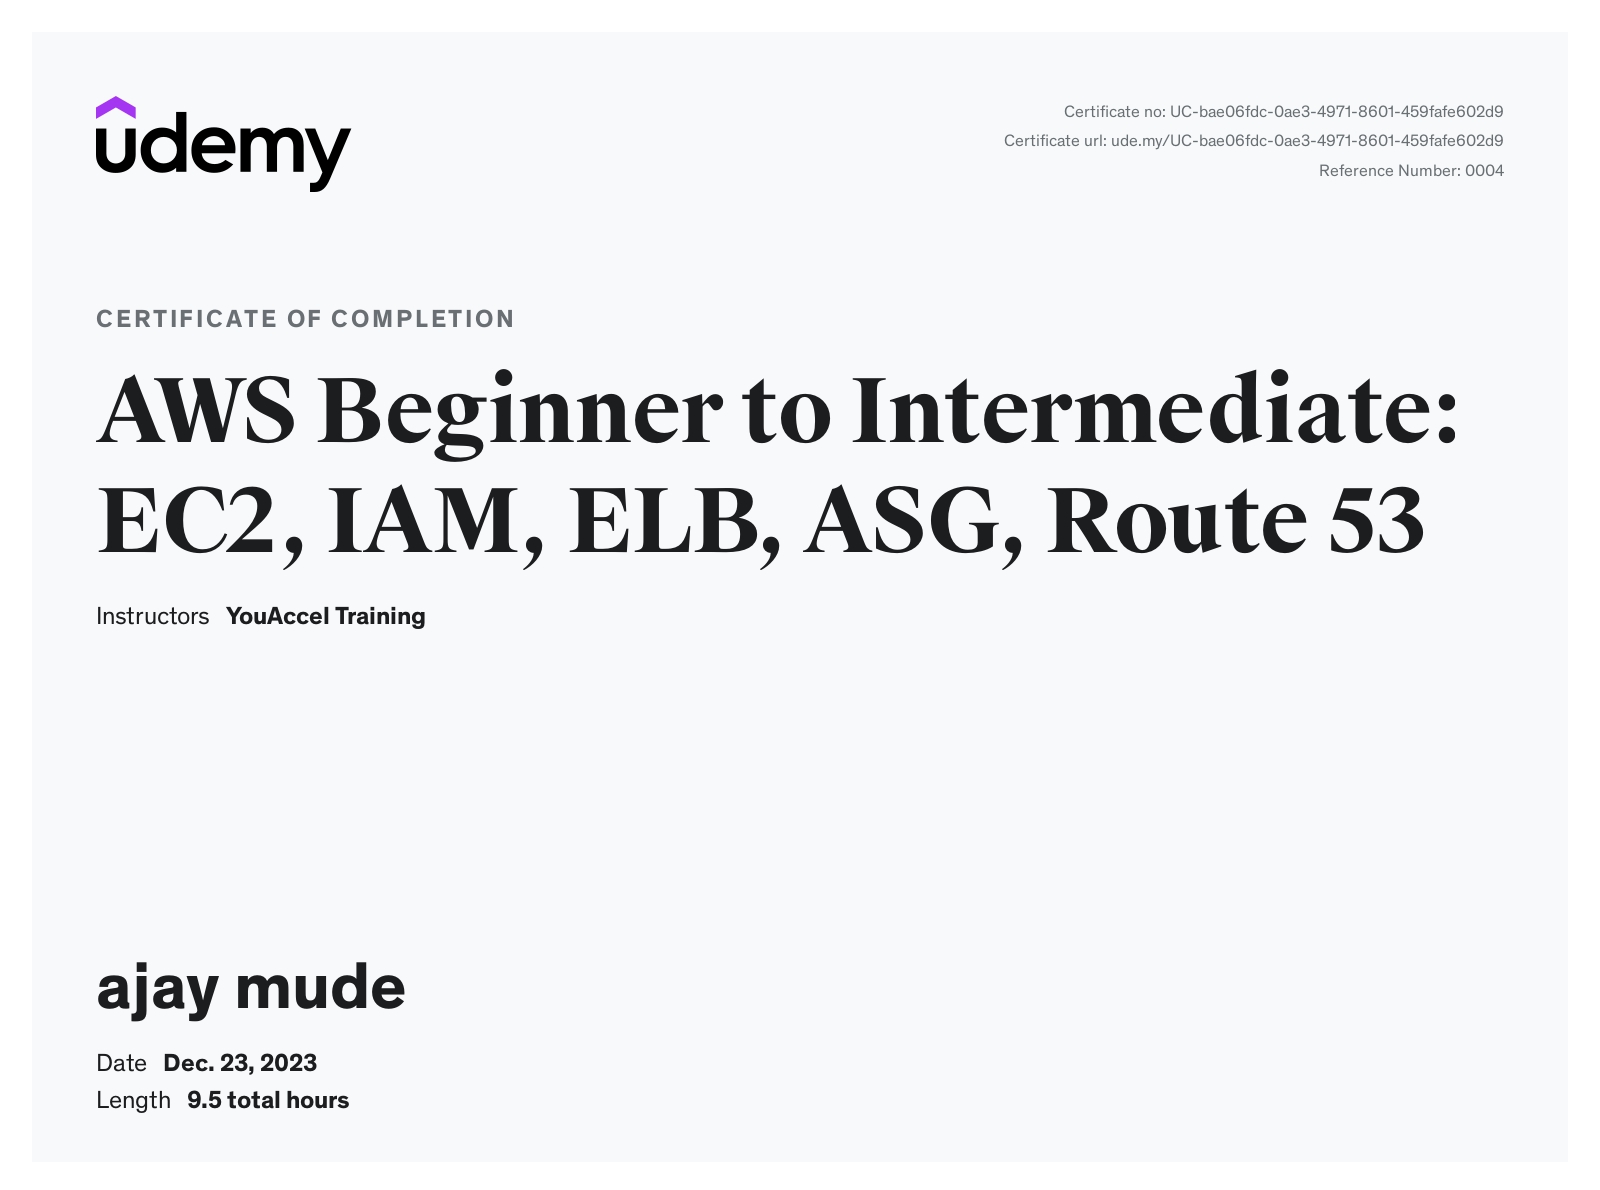 udemy
Certificate no: UC-bae06fdc-0ae3-4971-8601-459fafe602d9
Certificate url: ude.my/UC-bae06fdc-0ae3-4971-8601-459fafe602d9
Reference Number: 0004
CERTIFICATE OF COMPLETION
AWS Beginner to Intermediate:
EC2, IAM, ELB, ASG, Route 53
Instructors YouAccel Training
ajay mude
Date Dec. 23, 2023
Length 9.5 total hours